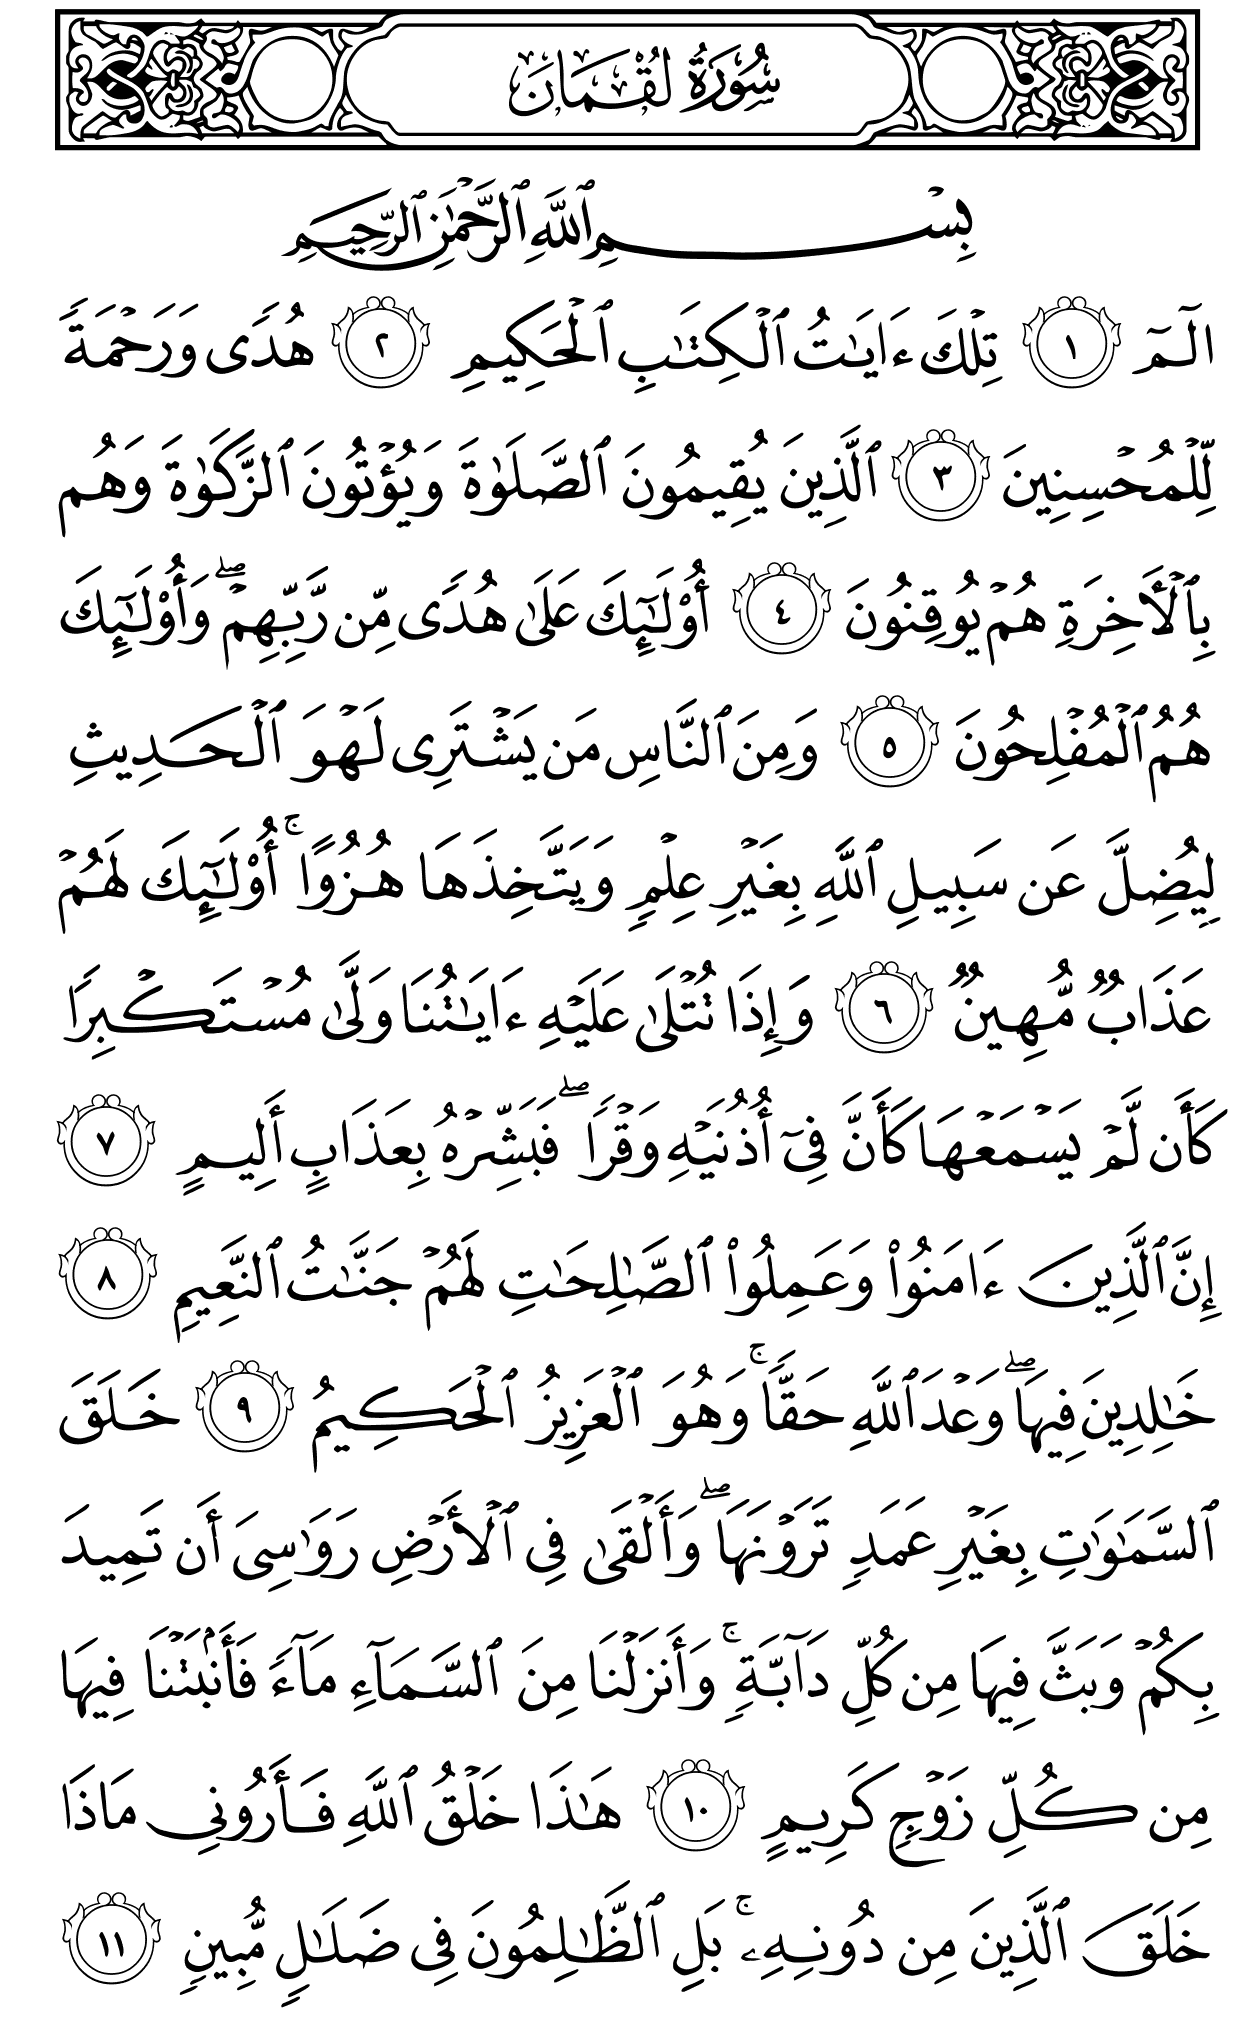 سُورَةُ لُقۡمَانَ
بِسۡمِ ٱللَّهِ ٱلرَّحۡمَٰنِ ٱلرَّحِيمِ
الٓمٓ ١ تِلۡكَ ءَايَٰتُ ٱلۡكِتَٰبِ ٱلۡحَكِيمِ ٢ هُدٗى وَرَحۡمَةٗ
لِّلۡمُحۡسِنِينَ ٣ ٱلَّذِينَ يُقِيمُونَ ٱلصَّلَوٰةَ وَيُؤۡتُونَ ٱلزَّكَوٰةَ وَهُم
بِٱلۡأٓخِرَةِ هُمۡ يُوقِنُونَ ٤ أُوْلَٰٓئِكَ عَلَىٰ هُدٗى مِّن رَّبِّهِمۡۖ وَأُوْلَٰٓئِكَ
هُمُ ٱلۡمُفۡلِحُونَ ٥ وَمِنَ ٱلنَّاسِ مَن يَشۡتَرِي لَهۡوَ ٱلۡحَدِيثِ
لِيُضِلَّ عَن سَبِيلِ ٱللَّهِ بِغَيۡرِ عِلۡمٖ وَيَتَّخِذَهَا هُزُوًاۚ أُوْلَٰٓئِكَ لَهُمۡ
عَذَابٞ مُّهِينٞ ٦ وَإِذَا تُتۡلَىٰ عَلَيۡهِ ءَايَٰتُنَا وَلَّىٰ مُسۡتَكۡبِرٗا
كَأَن لَّمۡ يَسۡمَعۡهَا كَأَنَّ فِيٓ أُذُنَيۡهِ وَقۡرٗاۖ فَبَشِّرۡهُ بِعَذَابٍ أَلِيمٍ ٧
إِنَّ ٱلَّذِينَ ءَامَنُواْ وَعَمِلُواْ ٱلصَّٰلِحَٰتِ لَهُمۡ جَنَّٰتُ ٱلنَّعِيمِ ٨
خَٰلِدِينَ فِيهَاۖ وَعۡدَ ٱللَّهِ حَقّٗاۚ وَهُوَ ٱلۡعَزِيزُ ٱلۡحَكِيمُ ٩ خَلَقَ
ٱلسَّمَٰوَٰتِ بِغَيۡرِ عَمَدٖ تَرَوۡنَهَاۖ وَأَلۡقَىٰ فِي ٱلۡأَرۡضِ رَوَٰسِيَ أَن تَمِيدَ
بِكُمۡ وَبَثَّ فِيهَا مِن كُلِّ دَآبَّةٖۚ وَأَنزَلۡنَا مِنَ ٱلسَّمَآءِ مَآءٗ فَأَنۢبَتۡنَا فِيهَا
مِن كُلِّ زَوۡجٖ كَرِيمٍ ١٠ هَٰذَا خَلۡقُ ٱللَّهِ فَأَرُونِي مَاذَا
خَلَقَ ٱلَّذِينَ مِن دُونِهِۦۚ بَلِ ٱلظَّٰلِمُونَ فِي ضَلَٰلٖ مُّبِينٖ ١١